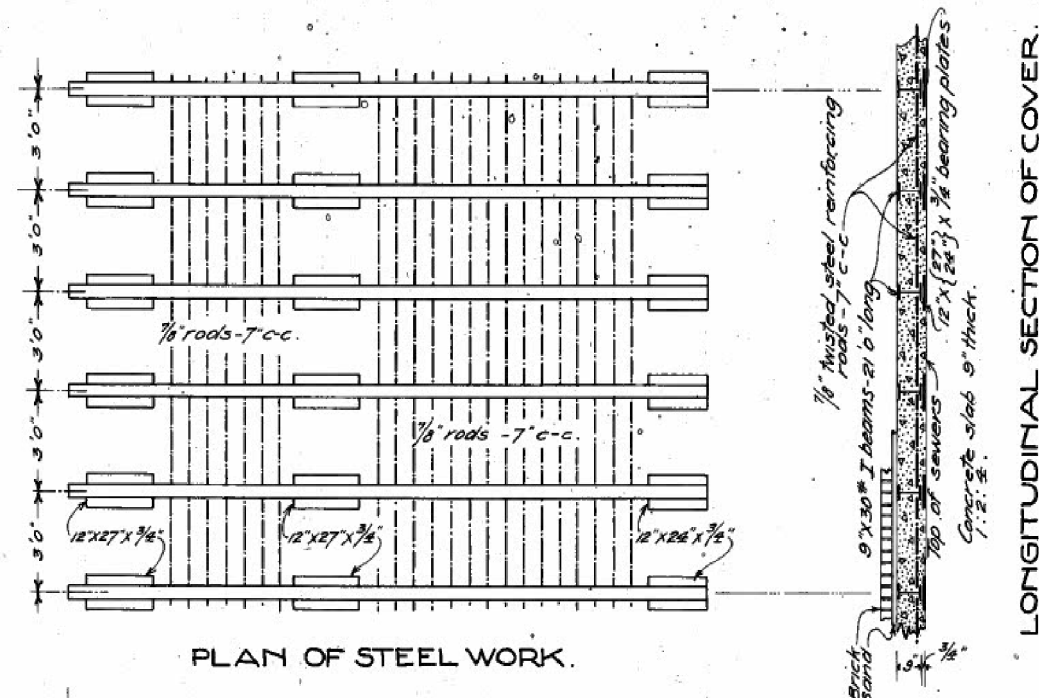 3'0"
3'0"
3'0"
3'0"
3'0"
7/8" rods - 7" c-c.
7/8" rods - 7" c-c.
12"x27"x3/4"
12"x27"x3/4"
12"x24"x3/4"
PLAN OF STEEL WORK.
7/8" twisted steel reinforcing
rods - 7" c-c
9"x30# I beams - 21'0" long
Brick
sand
9"
3/4"
Top of sewers
12"x{27" 24"}x 3/4" bearing plates
Concrete slab 9" thick.
1:2:4.
LONGITUDINAL SECTION OF COVER.